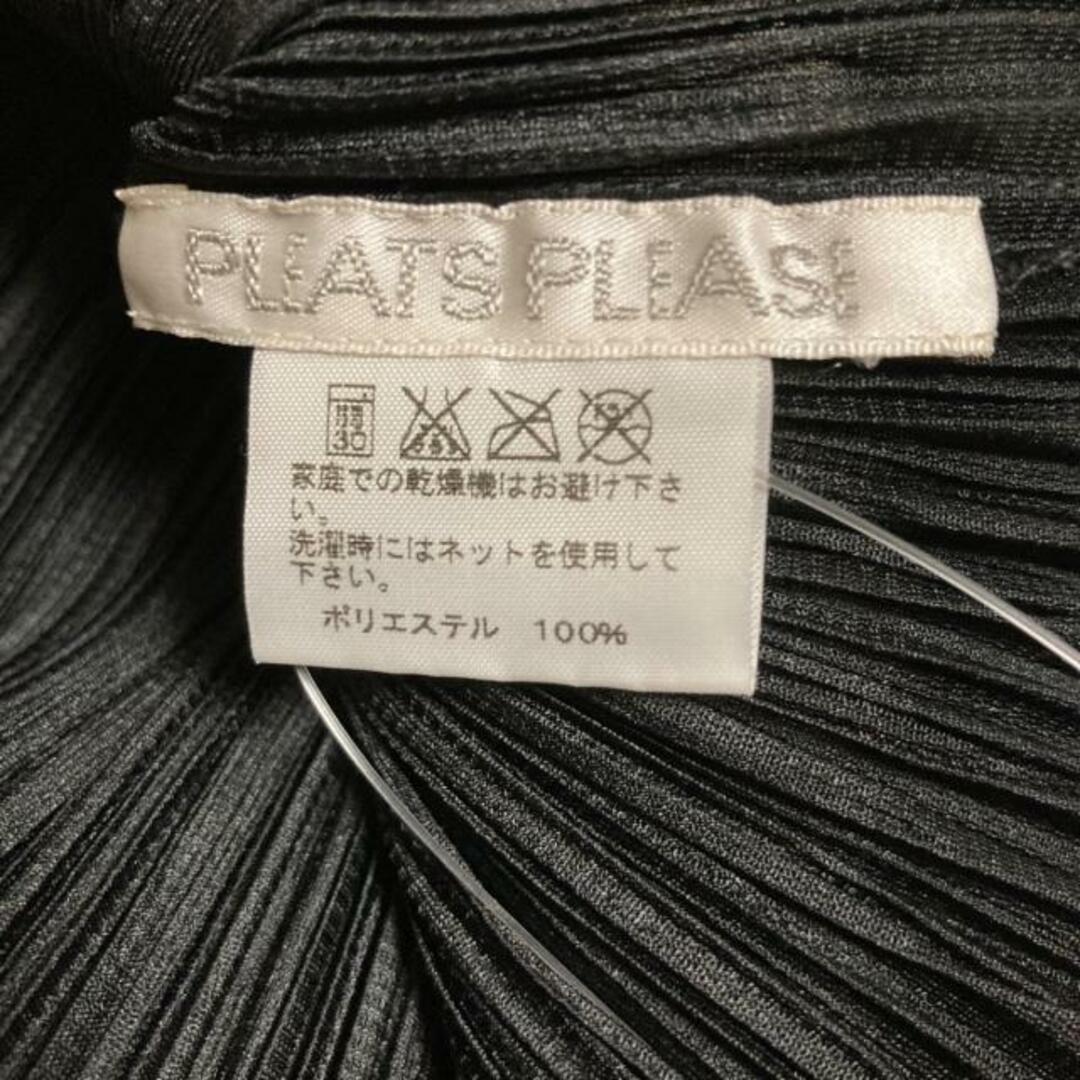 PLEATS PLEASE
30
家庭での乾燥機はお避け下さ
い。
洗濯時にはネットを使用して
下さい。
ポリエステル 100%